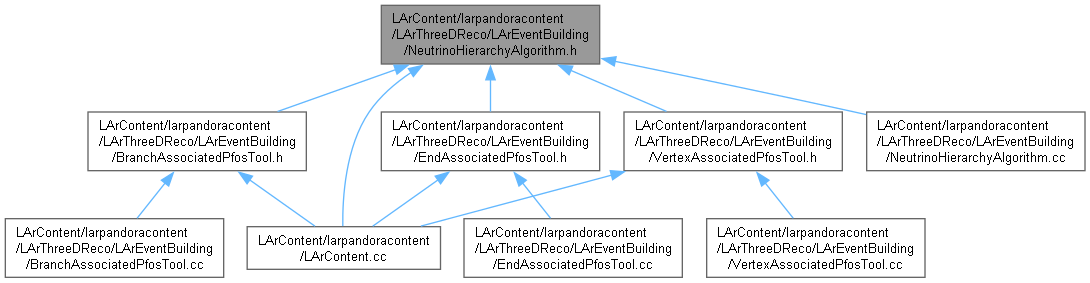 LArContent/larpandoracontent
/LArThreeDReco/LArEventBuilding
/NeutrinoHierarchyAlgorithm.h
LArContent/larpandoracontent
/LArThreeDReco/LArEventBuilding
/BranchAssociatedPfosTool.h
LArContent/larpandoracontent
/LArThreeDReco/LArEventBuilding
/EndAssociatedPfosTool.h
LArContent/larpandoracontent
/LArThreeDReco/LArEventBuilding
/VertexAssociatedPfosTool.h
LArContent/larpandoracontent
/LArThreeDReco/LArEventBuilding
/NeutrinoHierarchyAlgorithm.cc
LArContent/larpandoracontent
/LArThreeDReco/LArEventBuilding
/BranchAssociatedPfosTool.cc
LArContent/larpandoracontent
/LArContent.cc
LArContent/larpandoracontent
/LArThreeDReco/LArEventBuilding
/EndAssociatedPfosTool.cc
LArContent/larpandoracontent
/LArThreeDReco/LArEventBuilding
/VertexAssociatedPfosTool.cc